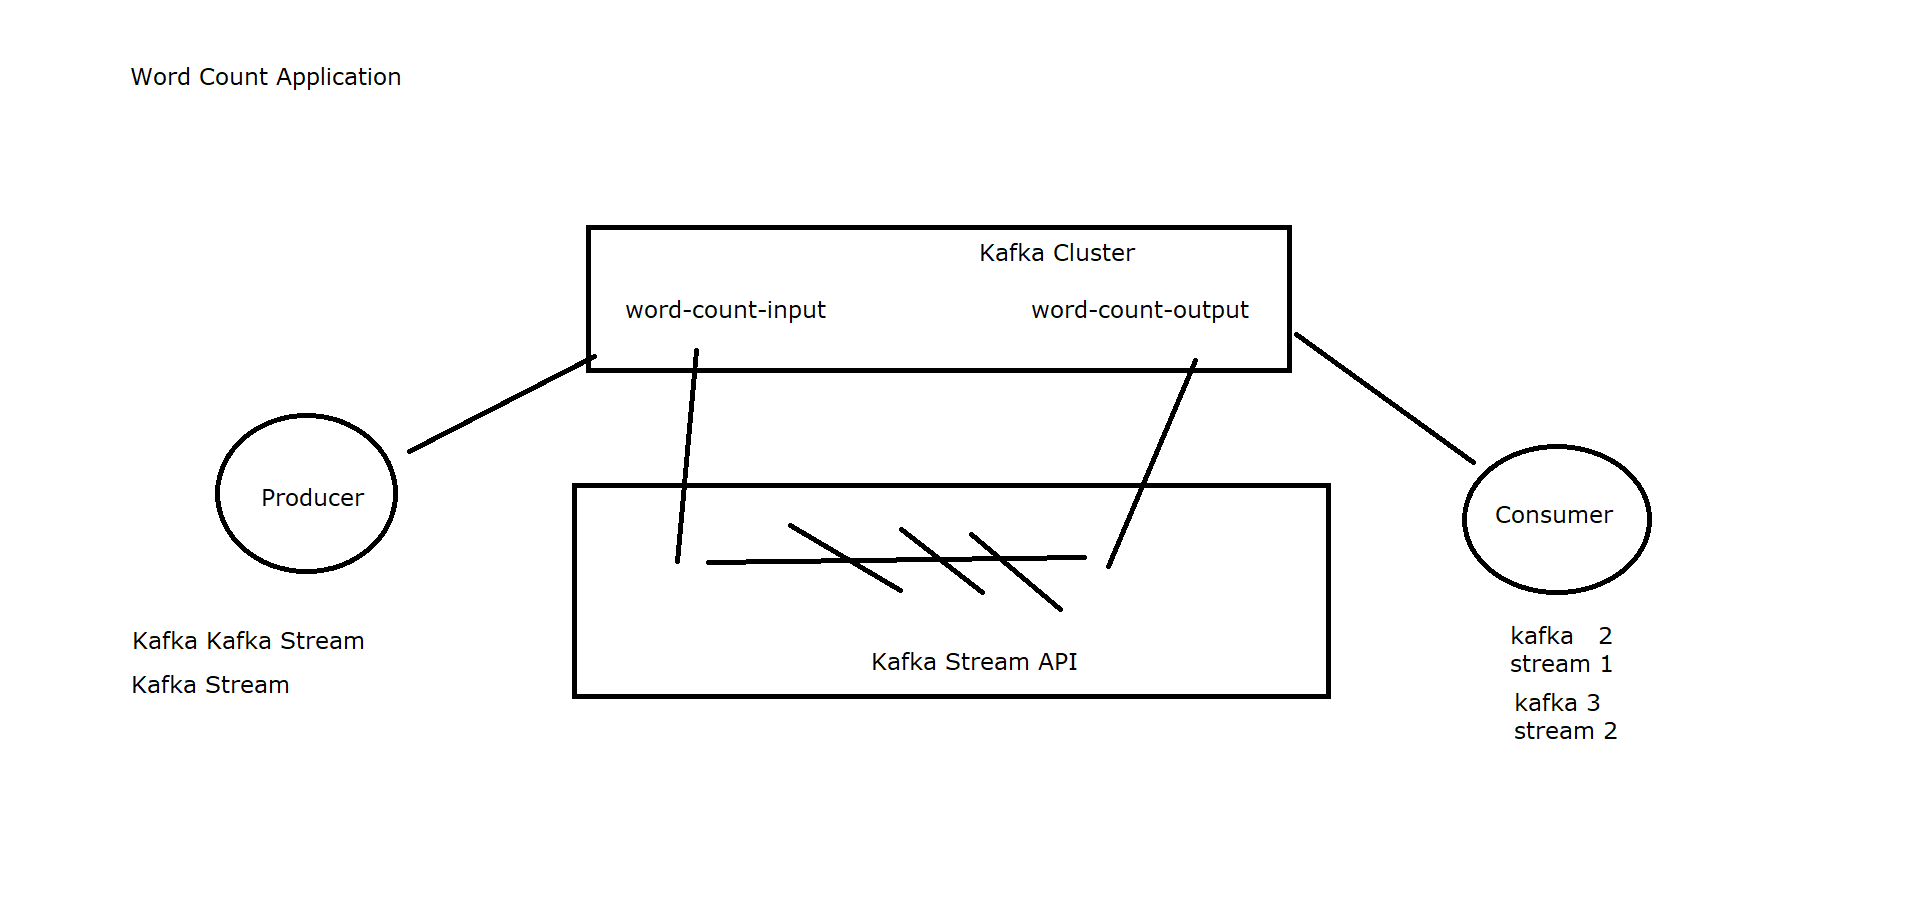 Word Count Application
Kafka Cluster
word-count-input
word-count-output
Producer
Consumer
Kafka Kafka Stream
Kafka Stream
Kafka Stream API
kafka 2
stream 1
kafka 3
stream 2